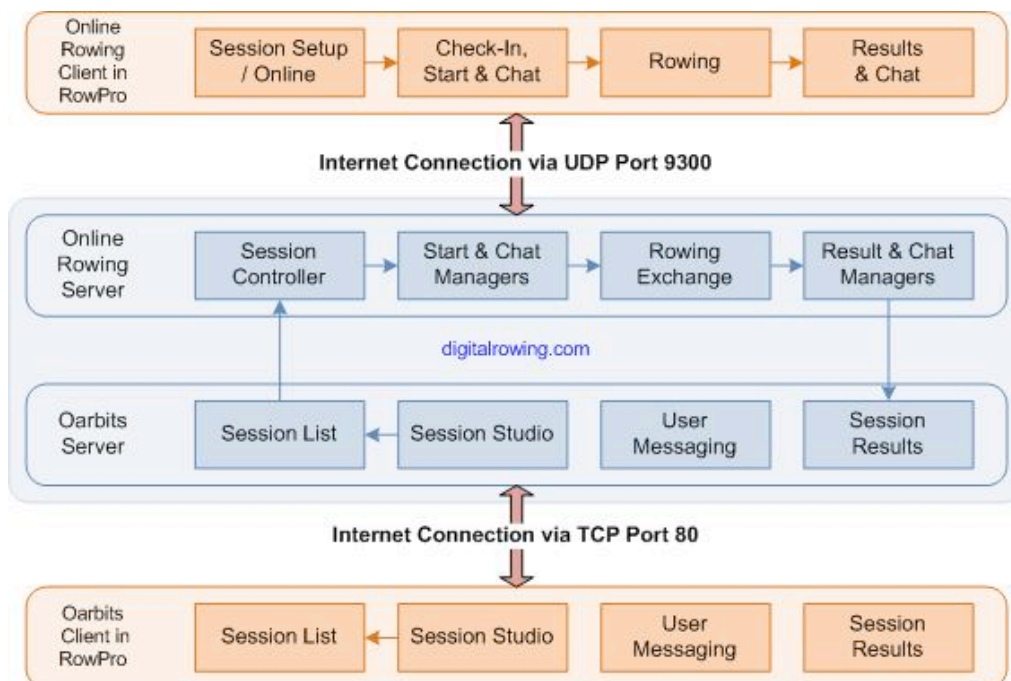 Online
Rowing
Client in
RowPro
Session Setup
/ Online
Check-In,
Start & Chat
Rowing
Results
& Chat
Internet Connection via UDP Port 9300
Online
Rowing
Server
Session
Controller
Start & Chat
Managers
Rowing
Exchange
Result & Chat
Managers
digitalrowing.com
Oarbits
Server
Session List
Session Studio
User
Messaging
Session
Results
Internet Connection via TCP Port 80
Oarbits
Client in
RowPro
Session List
Session Studio
User
Messaging
Session
Results